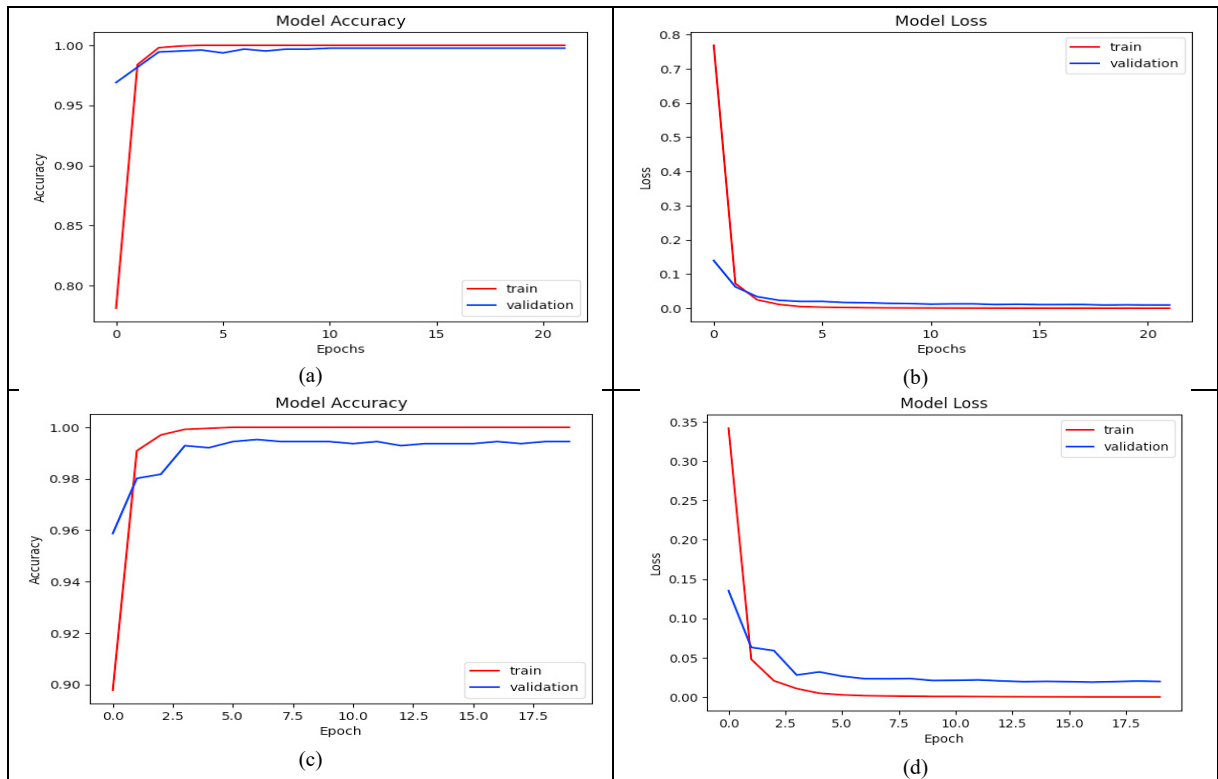 Model Accuracy
1.00
0.95
0.90
0.85
0.80
Accuracy
train
validation
0 5 10 15 20
Epochs
(a)
Model Loss
0.8
0.7
0.6
0.5
0.4
0.3
0.2
0.1
0.0
Loss
train
validation
0 5 10 15 20
Epochs
(b)
Model Accuracy
1.00
0.98
0.96
0.94
0.92
0.90
Accuracy
train
validation
0.0 2.5 5.0 7.5 10.0 12.5 15.0 17.5
Epoch
(c)
Model Loss
0.35
0.30
0.25
0.20
0.15
0.10
0.05
0.00
Loss
train
validation
0.0 2.5 5.0 7.5 10.0 12.5 15.0 17.5
Epoch
(d)